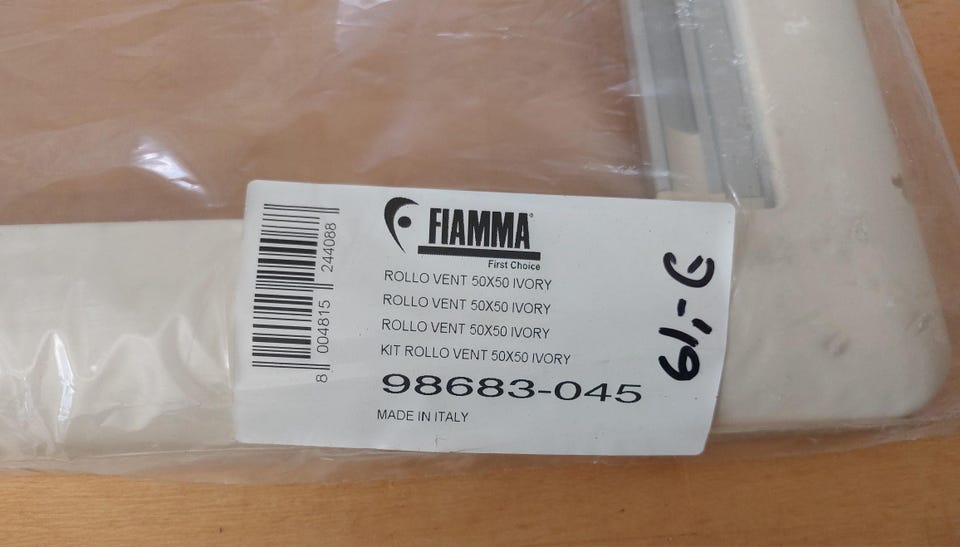 FIAMMA
First Choice
ROLLO VENT 50X50 IVORY
ROLLO VENT 50X50 IVORY
ROLLO VENT 50X50 IVORY
KIT ROLLO VENT 50X50 IVORY
98683-045
MADE IN ITALY
8 004815 244088
61,- €